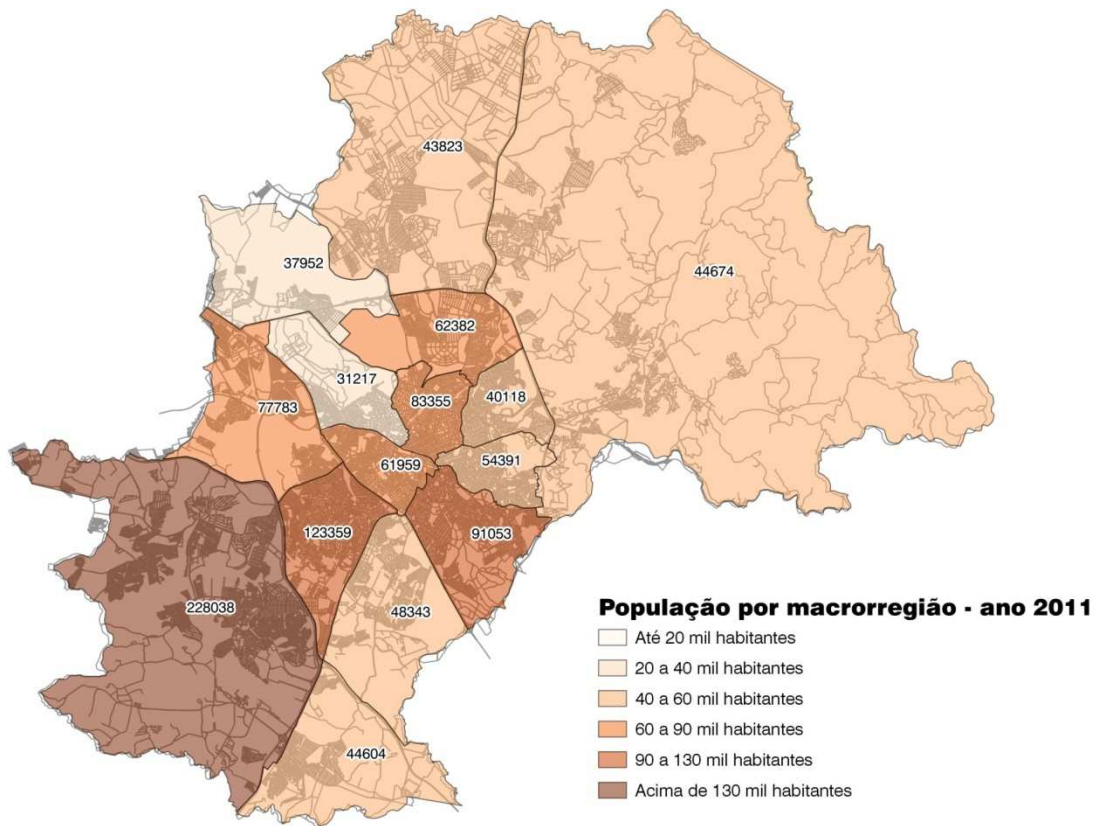 43823
44674
37952
62382
31217
83355
40118
77783
61959
54391
123359
91053
228038
48343
44604
População por macrorregião - ano 2011
Até 20 mil habitantes
20 a 40 mil habitantes
40 a 60 mil habitantes
60 a 90 mil habitantes
90 a 130 mil habitantes
Acima de 130 mil habitantes